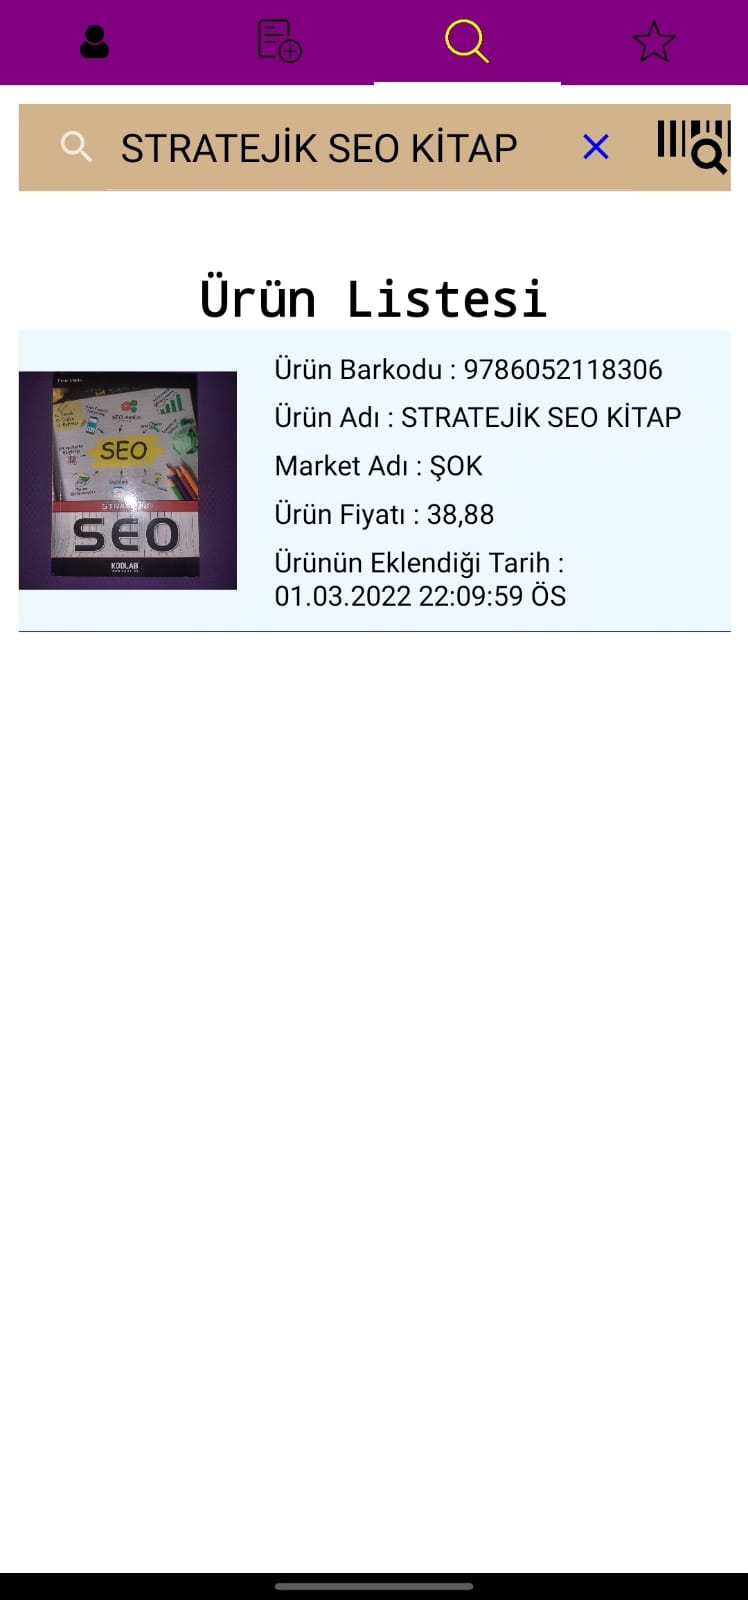 STRATEJİK SEO KİTAP
Ürün Listesi
Ürün Barkodu : 9786052118306
Ürün Adı : STRATEJİK SEO KİTAP
Market Adı : ŞOK
Ürün Fiyatı : 38,88
Ürünün Eklendiği Tarih :
01.03.2022 22:09:59 ÖS
SEO
STRATEJİK
SEO
KODLAB